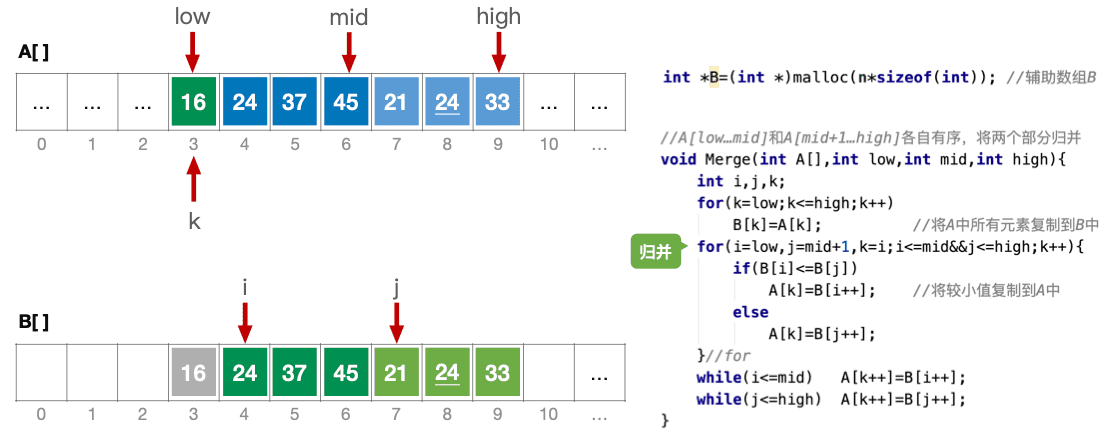 low mid high
A[]
... ... ... 16 24 37 45 21 24 33 ... ...
0 1 2 3 4 5 6 7 8 9 10 ...
k
i j
B[]
16 24 37 45 21 24 33 ...
0 1 2 3 4 5 6 7 8 9 10 ...
int *B=(int *)malloc(n*sizeof(int)); //辅助数组B
//A[low…mid]和A[mid+1…high]各自有序，将两个部分归并
void Merge(int A[],int low,int mid,int high){
int i,j,k;
for(k=low;k<=high;k++)
B[k]=A[k]; //将A中所有元素复制到B中
归并
for(i=low,j=mid+1,k=i;i<=mid&&j<=high;k++){
if(B[i]<=B[j])
A[k]=B[i++]; //将较小值复制到A中
else
A[k]=B[j++];
}//for
while(i<=mid) A[k++]=B[i++];
while(j<=high) A[k++]=B[j++];
}